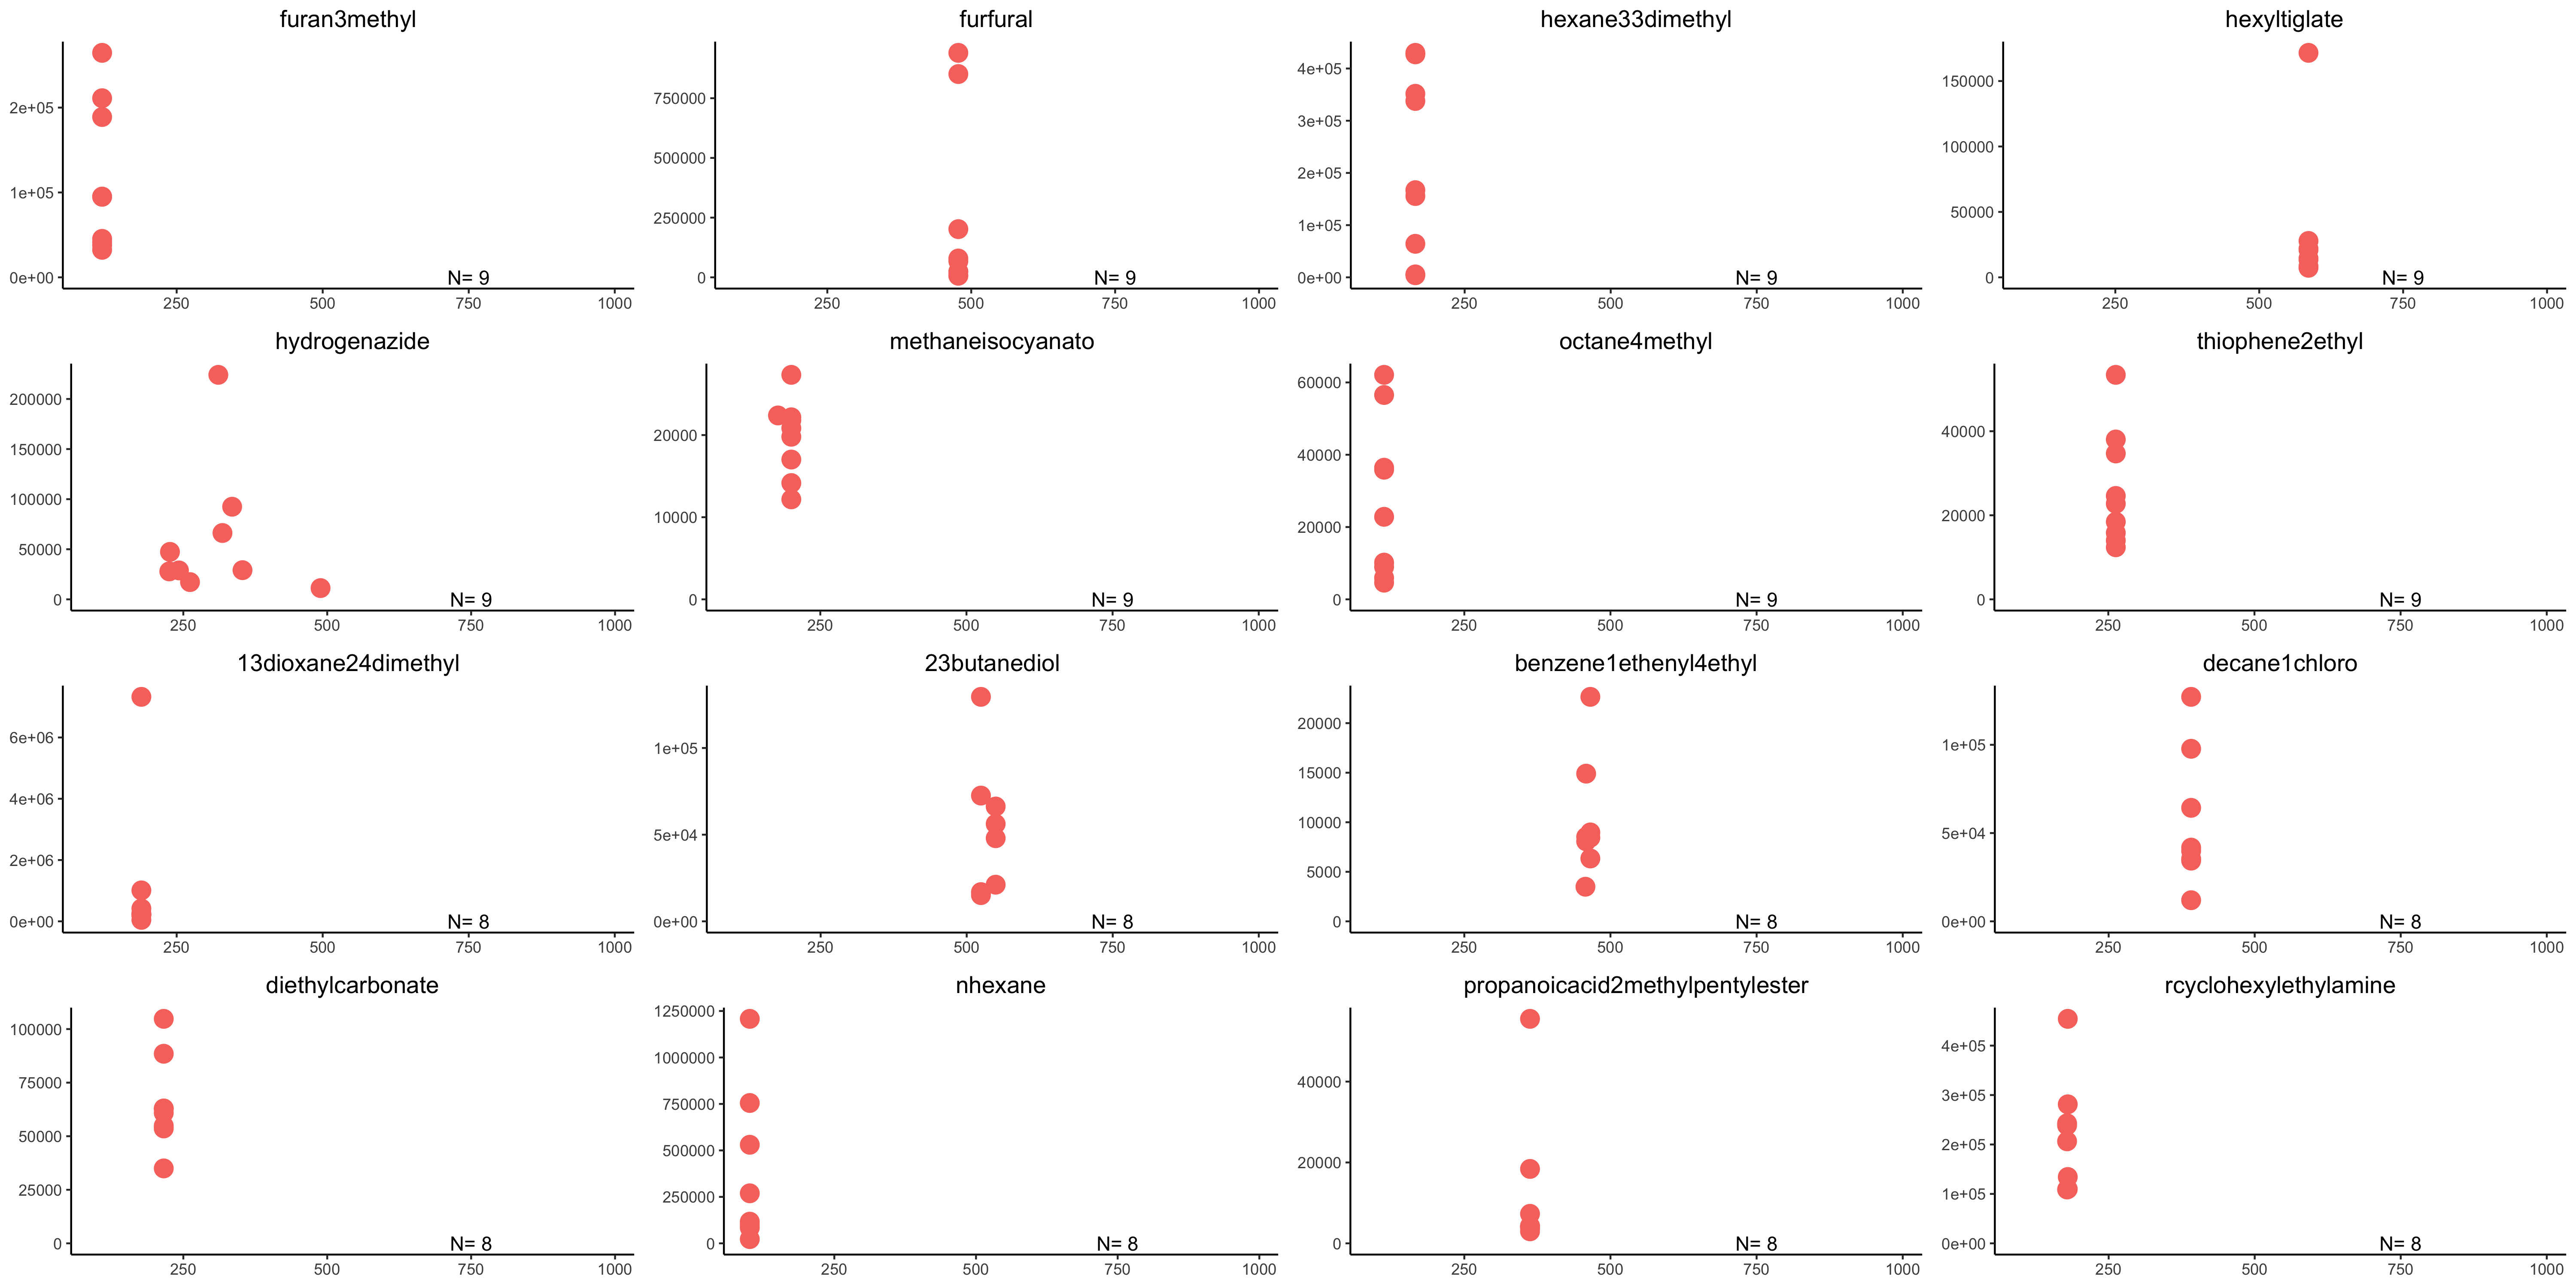 furan3methyl
2e+05
1e+05
0e+00
N= 9
250 500 750 1000
furfural
750000
500000
250000
0
N= 9
250 500 750 1000
hexane33dimethyl
4e+05
3e+05
2e+05
1e+05
0e+00
N= 9
250 500 750 1000
hexyltiglate
150000
100000
50000
0
N= 9
250 500 750 1000
hydrogenazide
200000
150000
100000
50000
0
N= 9
250 500 750 1000
methaneisocyanato
20000
10000
0
N= 9
250 500 750 1000
octane4methyl
60000
40000
20000
0
N= 9
250 500 750 1000
thiophene2ethyl
40000
20000
0
N= 9
250 500 750 1000
13dioxane24dimethyl
6e+06
4e+06
2e+06
0e+00
N= 8
250 500 750 1000
23butanediol
1e+05
5e+04
0e+00
N= 8
250 500 750 1000
benzene1ethenyl4ethyl
20000
15000
10000
5000
0
N= 8
250 500 750 1000
decane1chloro
1e+05
5e+04
0e+00
N= 8
250 500 750 1000
diethylcarbonate
100000
75000
50000
25000
0
N= 8
250 500 750 1000
nhexane
1250000
1000000
750000
500000
250000
0
N= 8
250 500 750 1000
propanoicacid2methylpentylester
40000
20000
0
N= 8
250 500 750 1000
rcyclohexylethylamine
4e+05
3e+05
2e+05
1e+05
0e+00
N= 8
250 500 750 1000